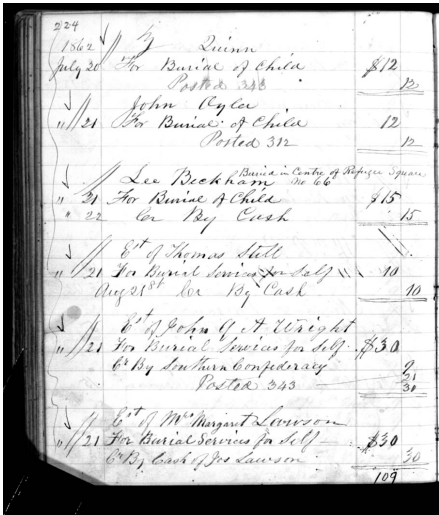 224
1862 // Quinn
July 20 For Burial of Child $12
Posted 343 12
// John Tyler
" 21 For Burial of Child 12
Posted 312 12
// Lee Beckham Buried in Centre of Refugee Square
No 66
" 21 For Burial of Child $15
" 22 Cr By Cash 15
// Est of Thomas Still
" 21 For Burial Services for Self 10
Aug 21st Cr By Cash 10
// Est of John G A Wright
" 21 For Burial Services for Self $30
Cr By Southern Confederacy 9
21
Posted 343 30
// Est of Mrs Margaret Lawson
" 21 For Burial Services for Self $30
Cr By Cash of Jos Lawson 30
109